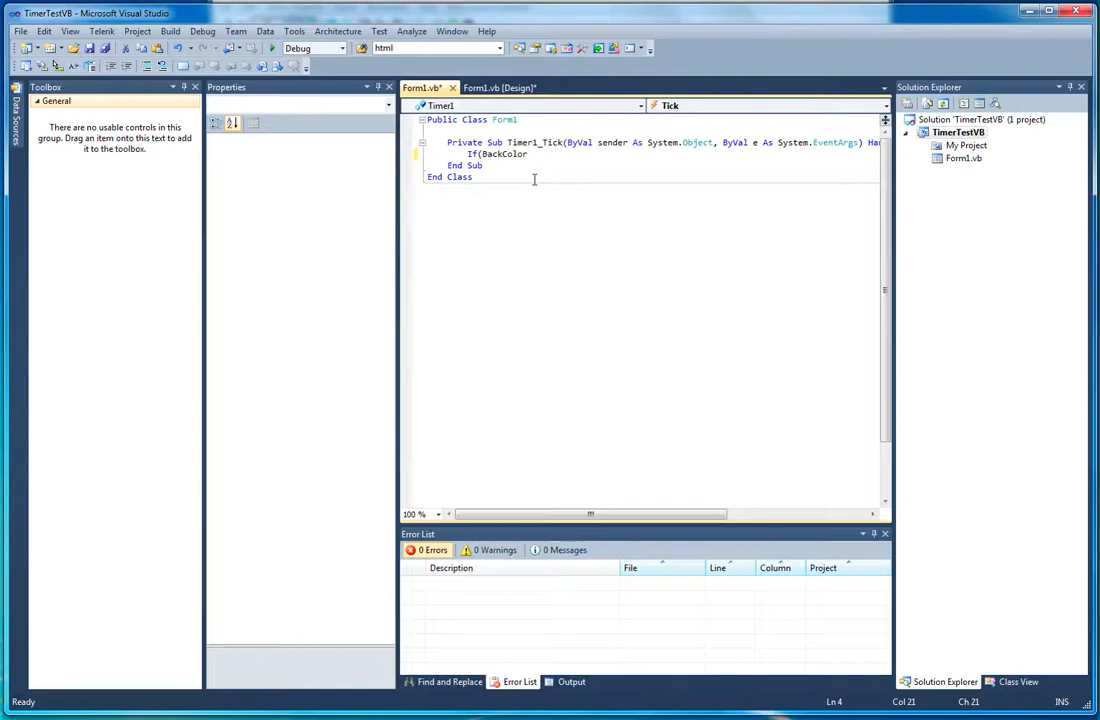 TimerTestVB - Microsoft Visual Studio
File Edit View Telerik Project Build Debug Team Data Tools Architecture Test Analyze Window Help
Debug html
Toolbox
General
There are no usable controls in this
group. Drag an item onto this text to add
it to the toolbox.
Data Sources
Properties
Form1.vb* Form1.vb [Design]*
Timer1 Tick
Public Class Form1
Private Sub Timer1_Tick(ByVal sender As System.Object, ByVal e As System.EventArgs) Han
If(BackColor
End Sub
End Class
100 %
Error List
0 Errors 0 Warnings 0 Messages
Description File Line Column Project
Find and Replace Error List Output
Solution Explorer
Solution 'TimerTestVB' (1 project)
TimerTestVB
My Project
Form1.vb
Solution Explorer Class View
Ready Ln 4 Col 21 Ch 21 INS